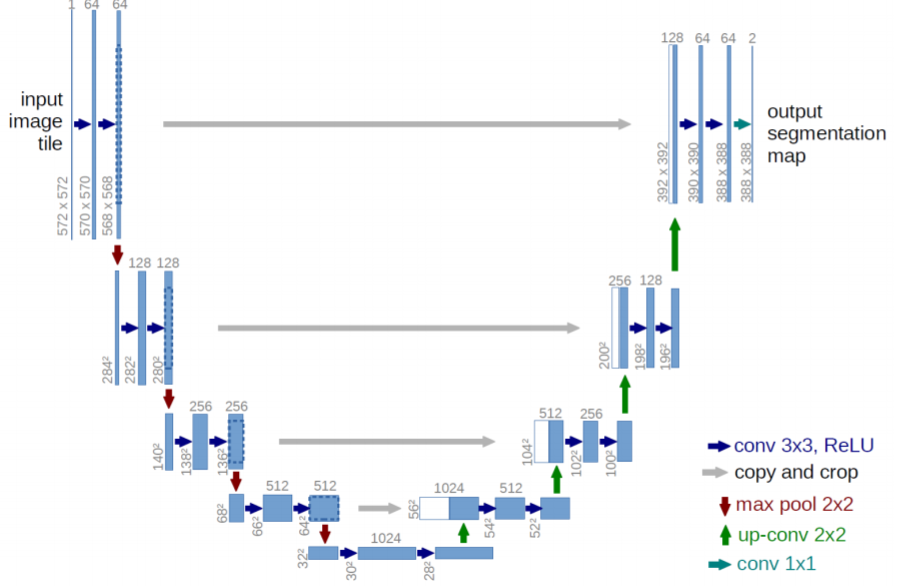 1 64 64
input
image
tile
572 x 572
570 x 570
568 x 568
128 64 64 2
output
segmentation
map
392 x 392
390 x 390
388 x 388
388 x 388
128 128
284²
282²
280²
256 128
200²
198²
196²
256 256
140²
138²
136²
512 256
104²
102²
100²
512 512
68²
66²
64²
1024 512
56²
54²
52²
1024
32²
30²
28²
conv 3x3, ReLU
copy and crop
max pool 2x2
up-conv 2x2
conv 1x1